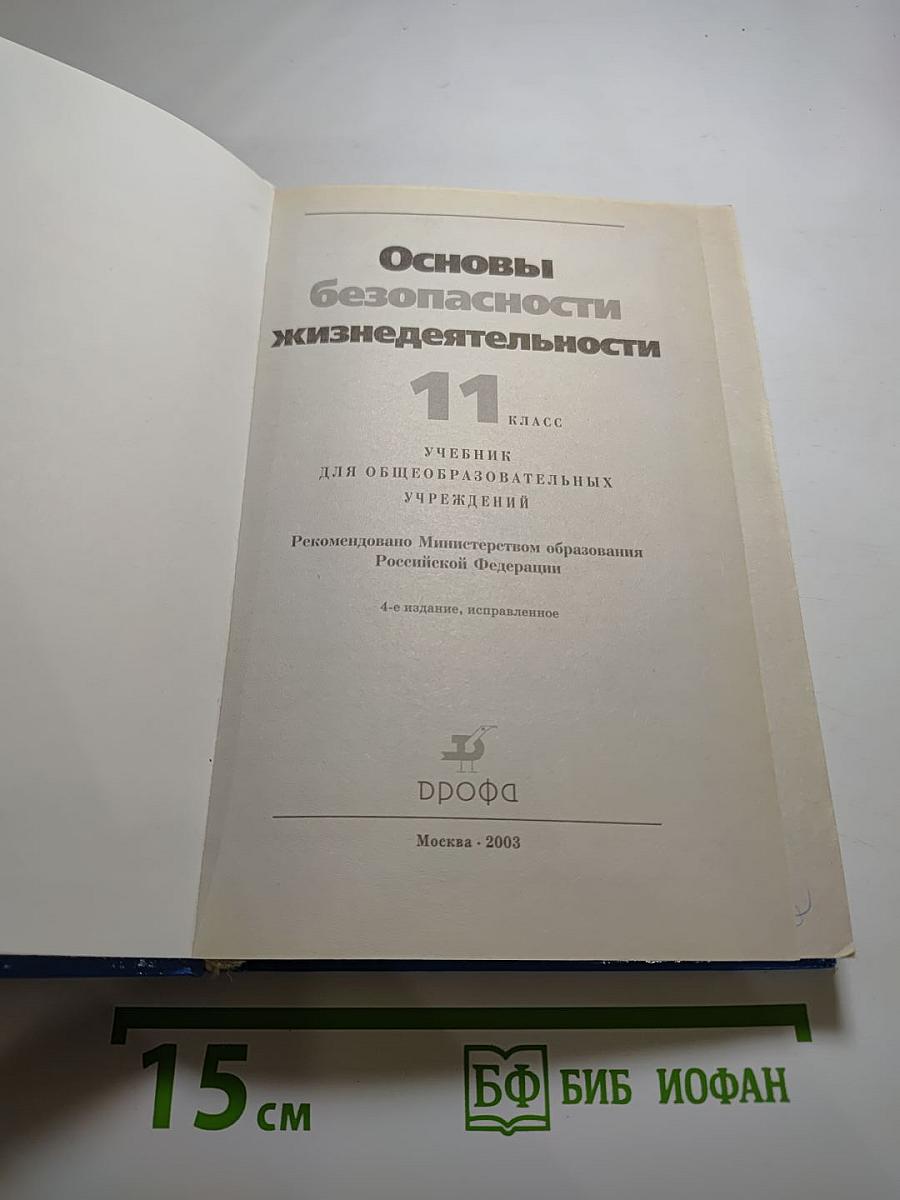 Основы
безопасности
жизнедеятельности
11 КЛАСС
УЧЕБНИК
ДЛЯ ОБЩЕОБРАЗОВАТЕЛЬНЫХ
УЧРЕЖДЕНИЙ
Рекомендовано Министерством образования
Российской Федерации
4-е издание, исправленное
ДРОФА
Москва · 2003
15 см
БФ БИБ ИОФАН